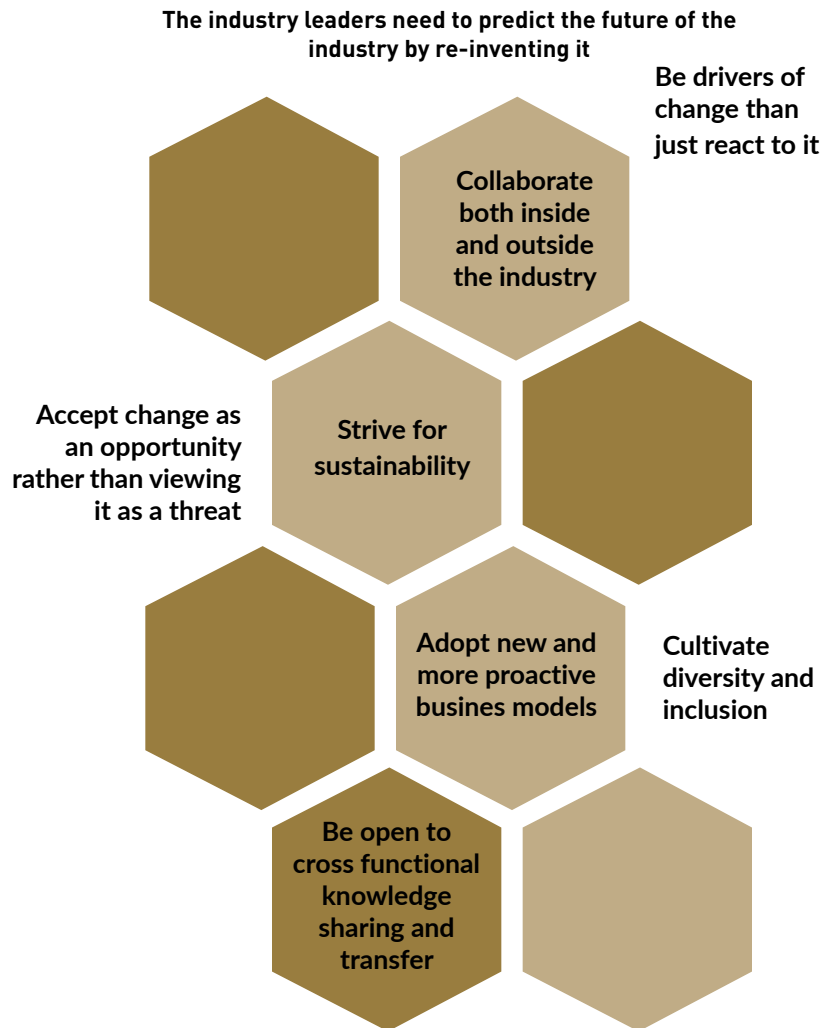 The industry leaders need to predict the future of the
industry by re-inventing it
Be drivers of
change than
just react to it
Collaborate
both inside
and outside
the industry
Accept change as
an opportunity
rather than viewing
it as a threat
Strive for
sustainability
Adopt new and
more proactive
busines models
Cultivate
diversity and
inclusion
Be open to
cross functional
knowledge
sharing and
transfer